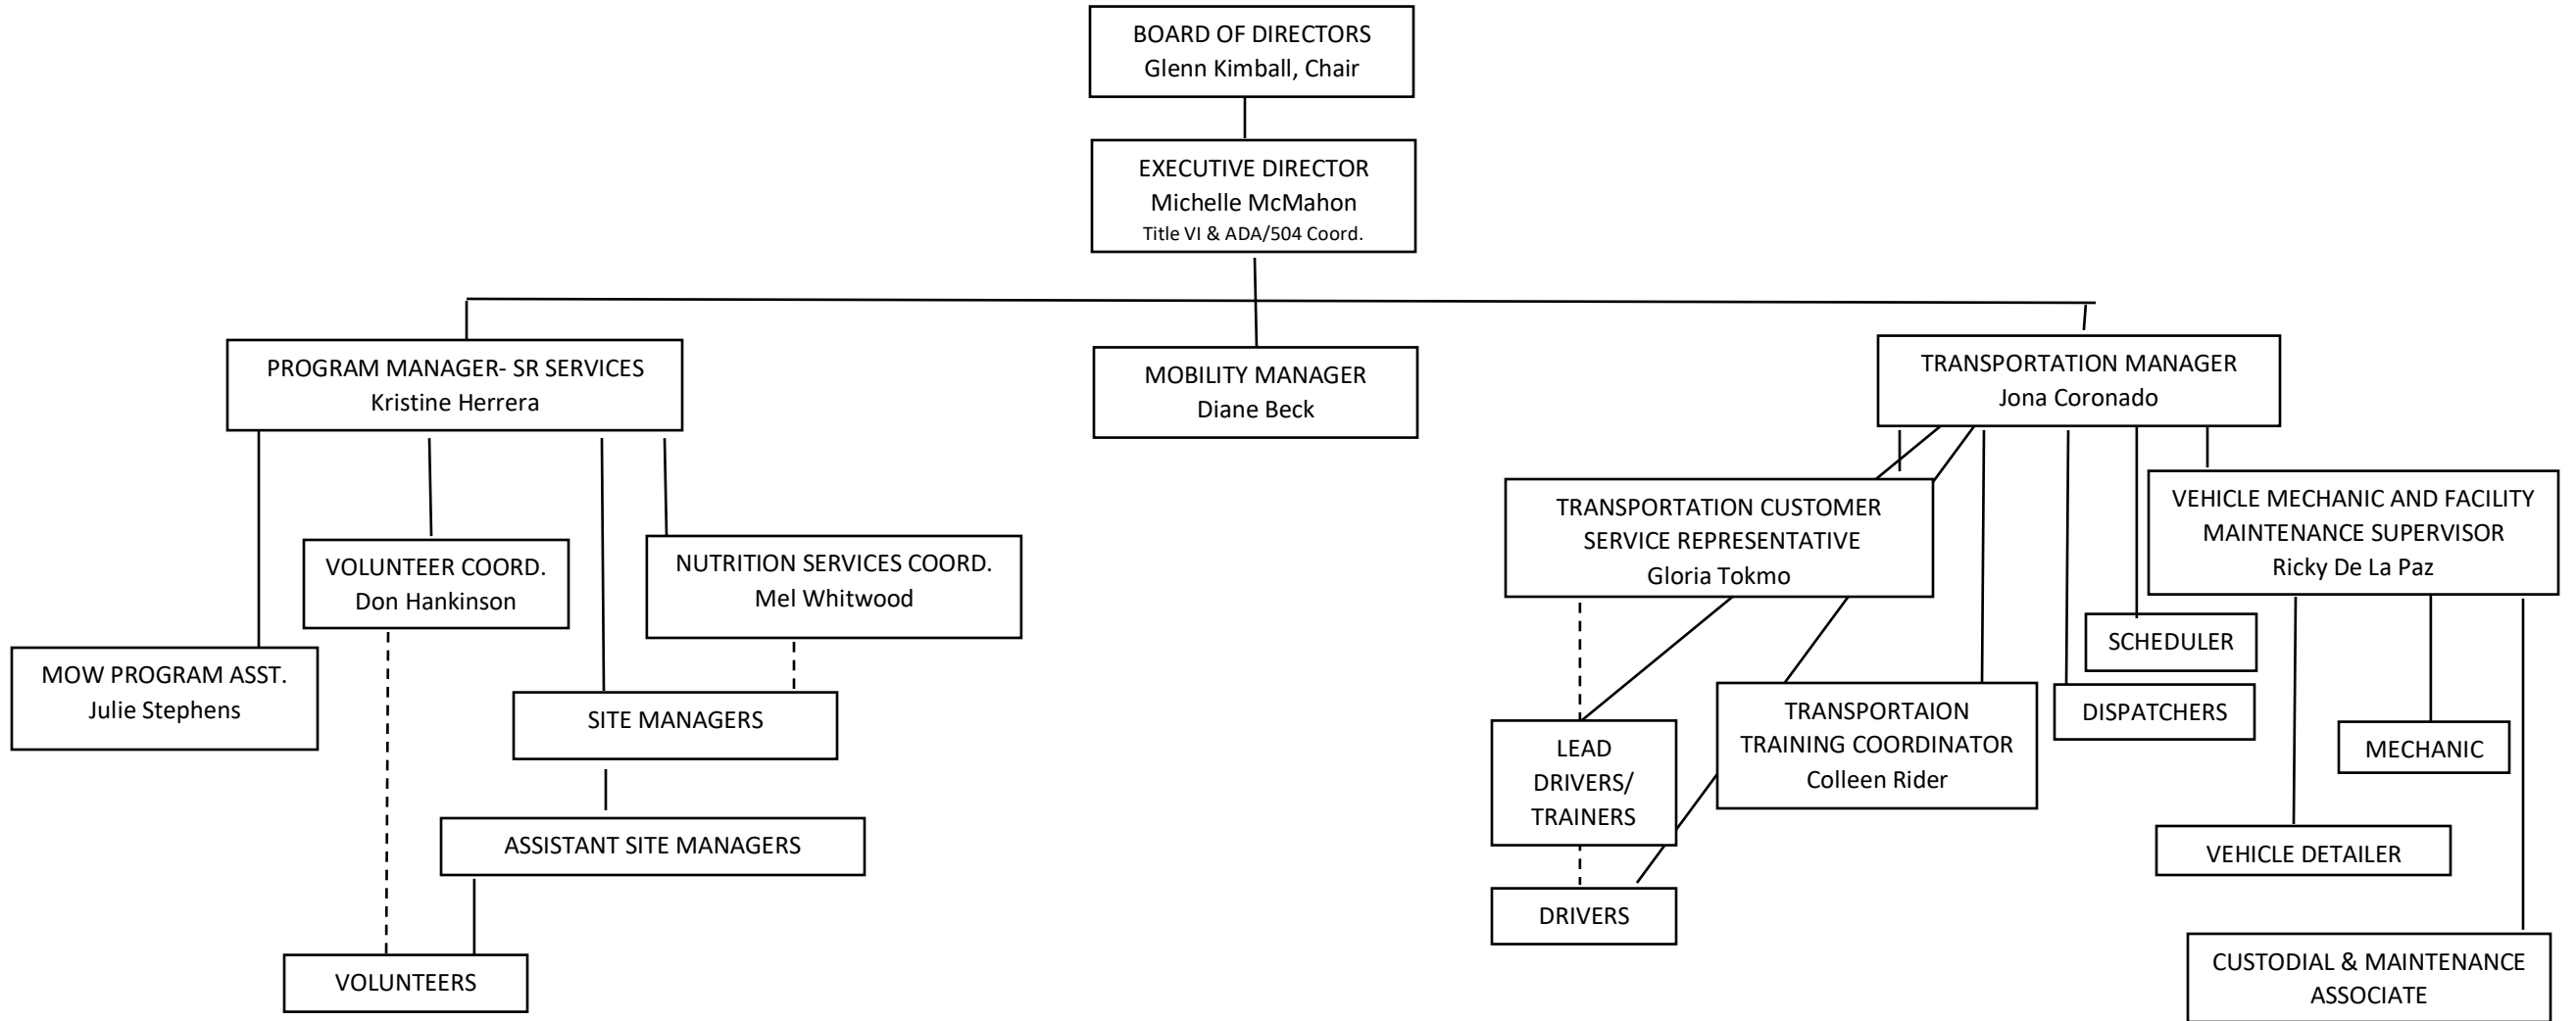 BOARD OF DIRECTORS
Glenn Kimball, Chair
EXECUTIVE DIRECTOR
Michelle McMahon
Title VI & ADA/504 Coord.
PROGRAM MANAGER- SR SERVICES
Kristine Herrera
MOBILITY MANAGER
Diane Beck
TRANSPORTATION MANAGER
Jona Coronado
VOLUNTEER COORD.
Don Hankinson
NUTRITION SERVICES COORD.
Mel Whitwood
MOW PROGRAM ASST.
Julie Stephens
SITE MANAGERS
ASSISTANT SITE MANAGERS
VOLUNTEERS
TRANSPORTATION CUSTOMER
SERVICE REPRESENTATIVE
Gloria Tokmo
VEHICLE MECHANIC AND FACILITY
MAINTENANCE SUPERVISOR
Ricky De La Paz
SCHEDULER
DISPATCHERS
TRANSPORTAION
TRAINING COORDINATOR
Colleen Rider
LEAD
DRIVERS/
TRAINERS
DRIVERS
MECHANIC
VEHICLE DETAILER
CUSTODIAL & MAINTENANCE
ASSOCIATE